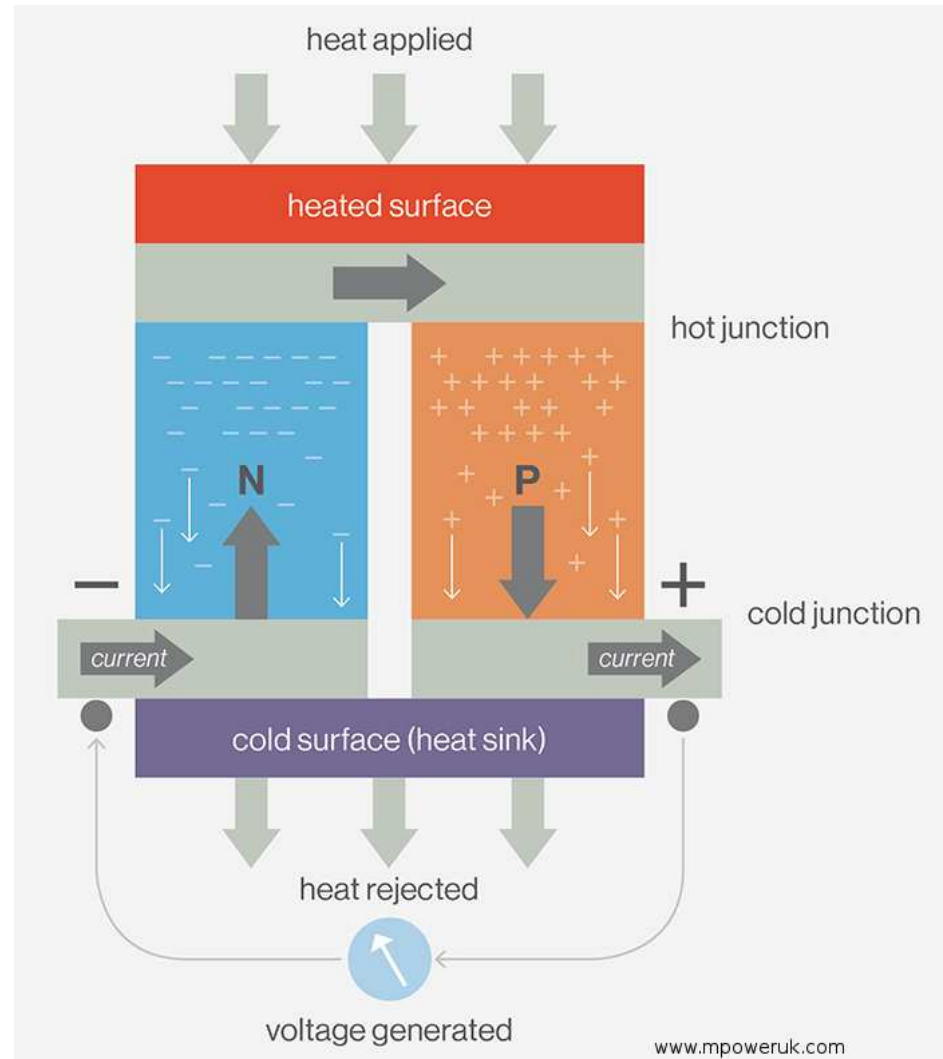 heat applied
heated surface
hot junction
N
P
−
+
cold junction
current
current
cold surface (heat sink)
heat rejected
voltage generated
www.mpoweruk.com